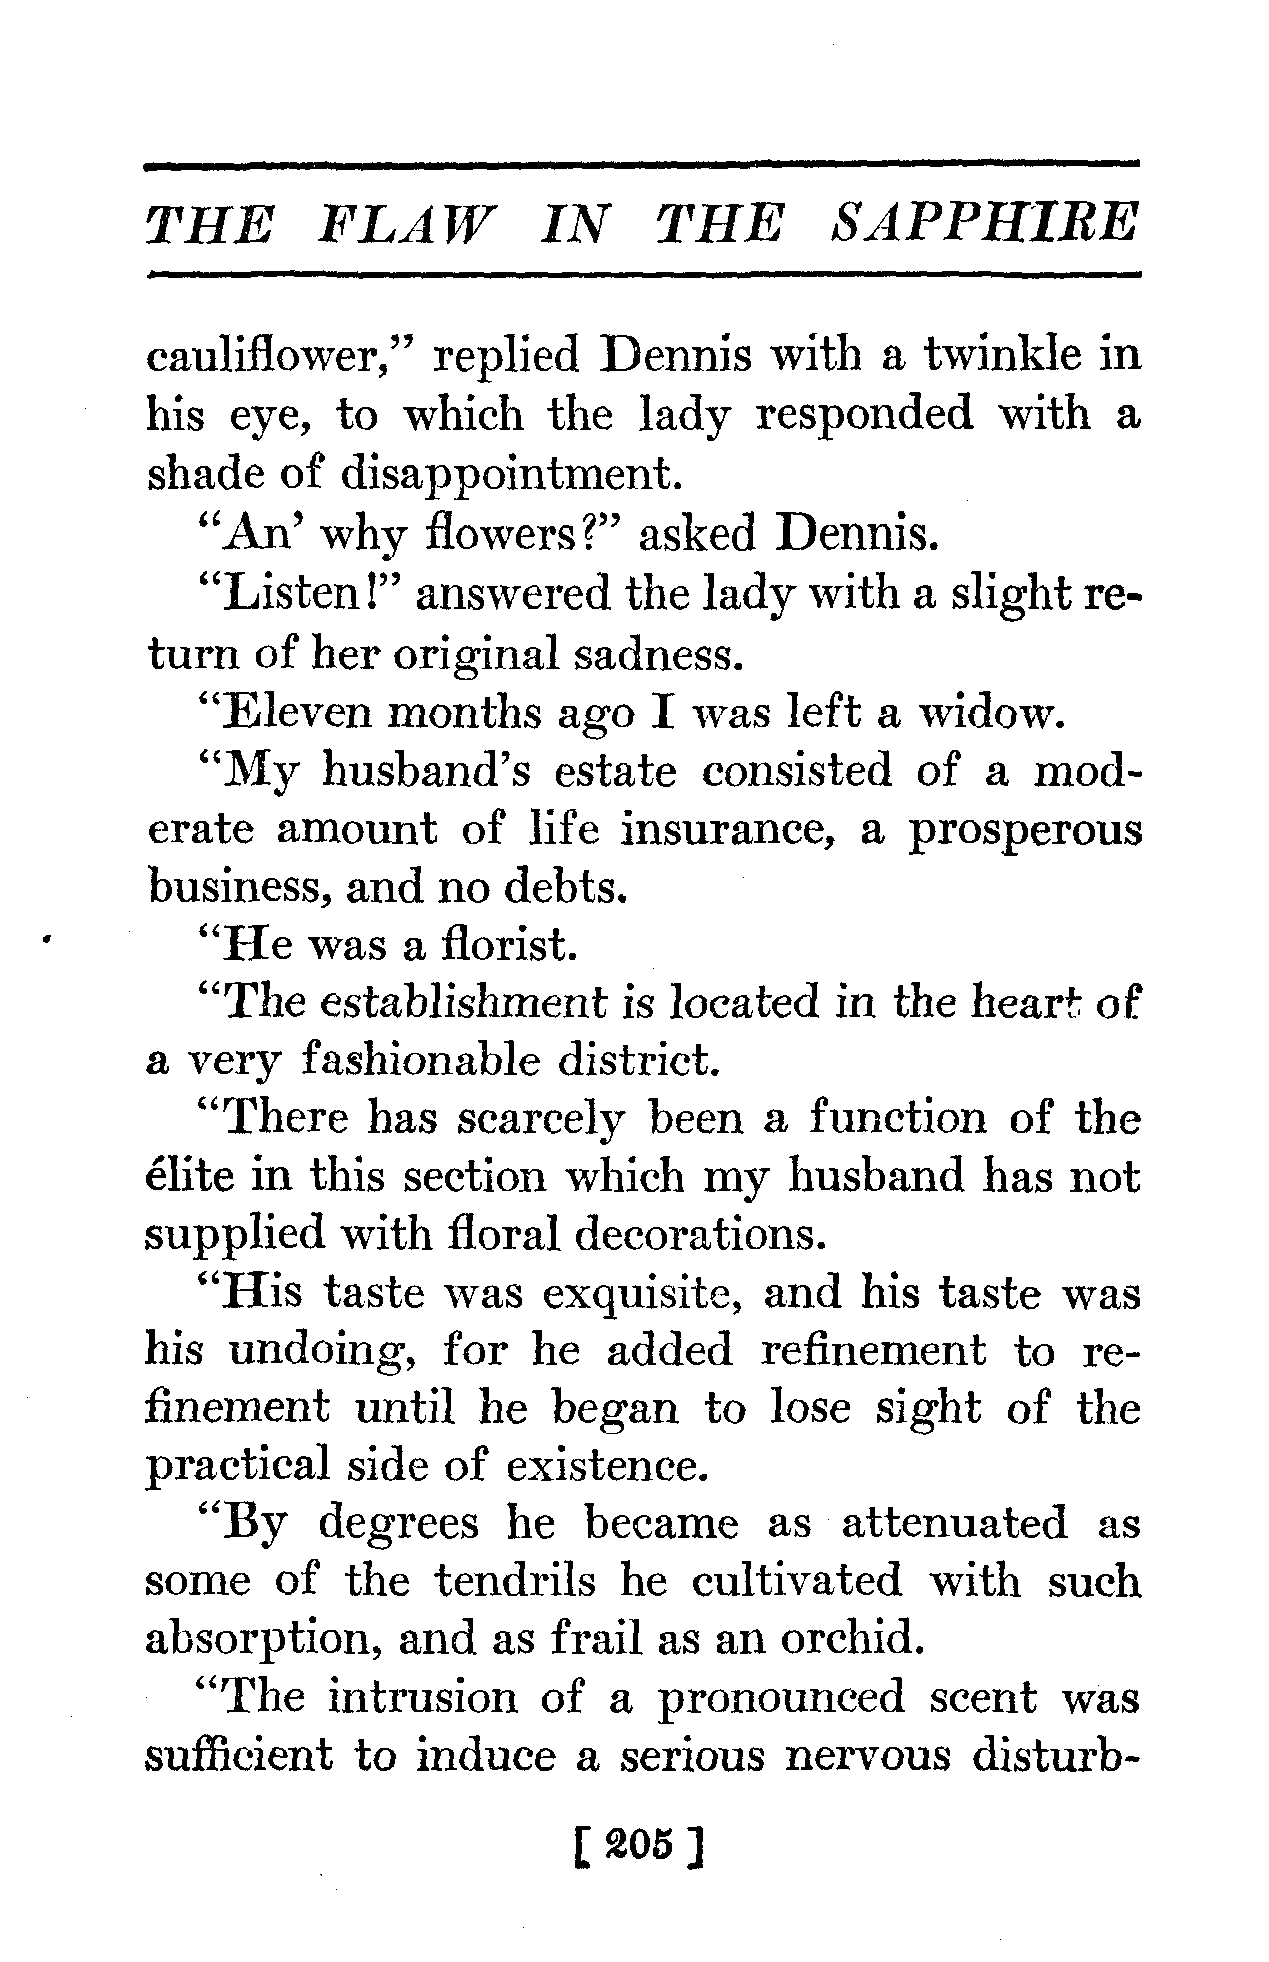 THE FLAW IN THE SAPPHIRE
cauliflower,” replied Dennis with a twinkle in
his eye, to which the lady responded with a
shade of disappointment.
“An’ why flowers?” asked Dennis.
“Listen!” answered the lady with a slight re-
turn of her original sadness.
“Eleven months ago I was left a widow.
“My husband’s estate consisted of a mod-
erate amount of life insurance, a prosperous
business, and no debts.
“He was a florist.
“The establishment is located in the heart of
a very fashionable district.
“There has scarcely been a function of the
élite in this section which my husband has not
supplied with floral decorations.
“His taste was exquisite, and his taste was
his undoing, for he added refinement to re-
finement until he began to lose sight of the
practical side of existence.
“By degrees he became as attenuated as
some of the tendrils he cultivated with such
absorption, and as frail as an orchid.
“The intrusion of a pronounced scent was
sufficient to induce a serious nervous disturb-
[ 205 ]